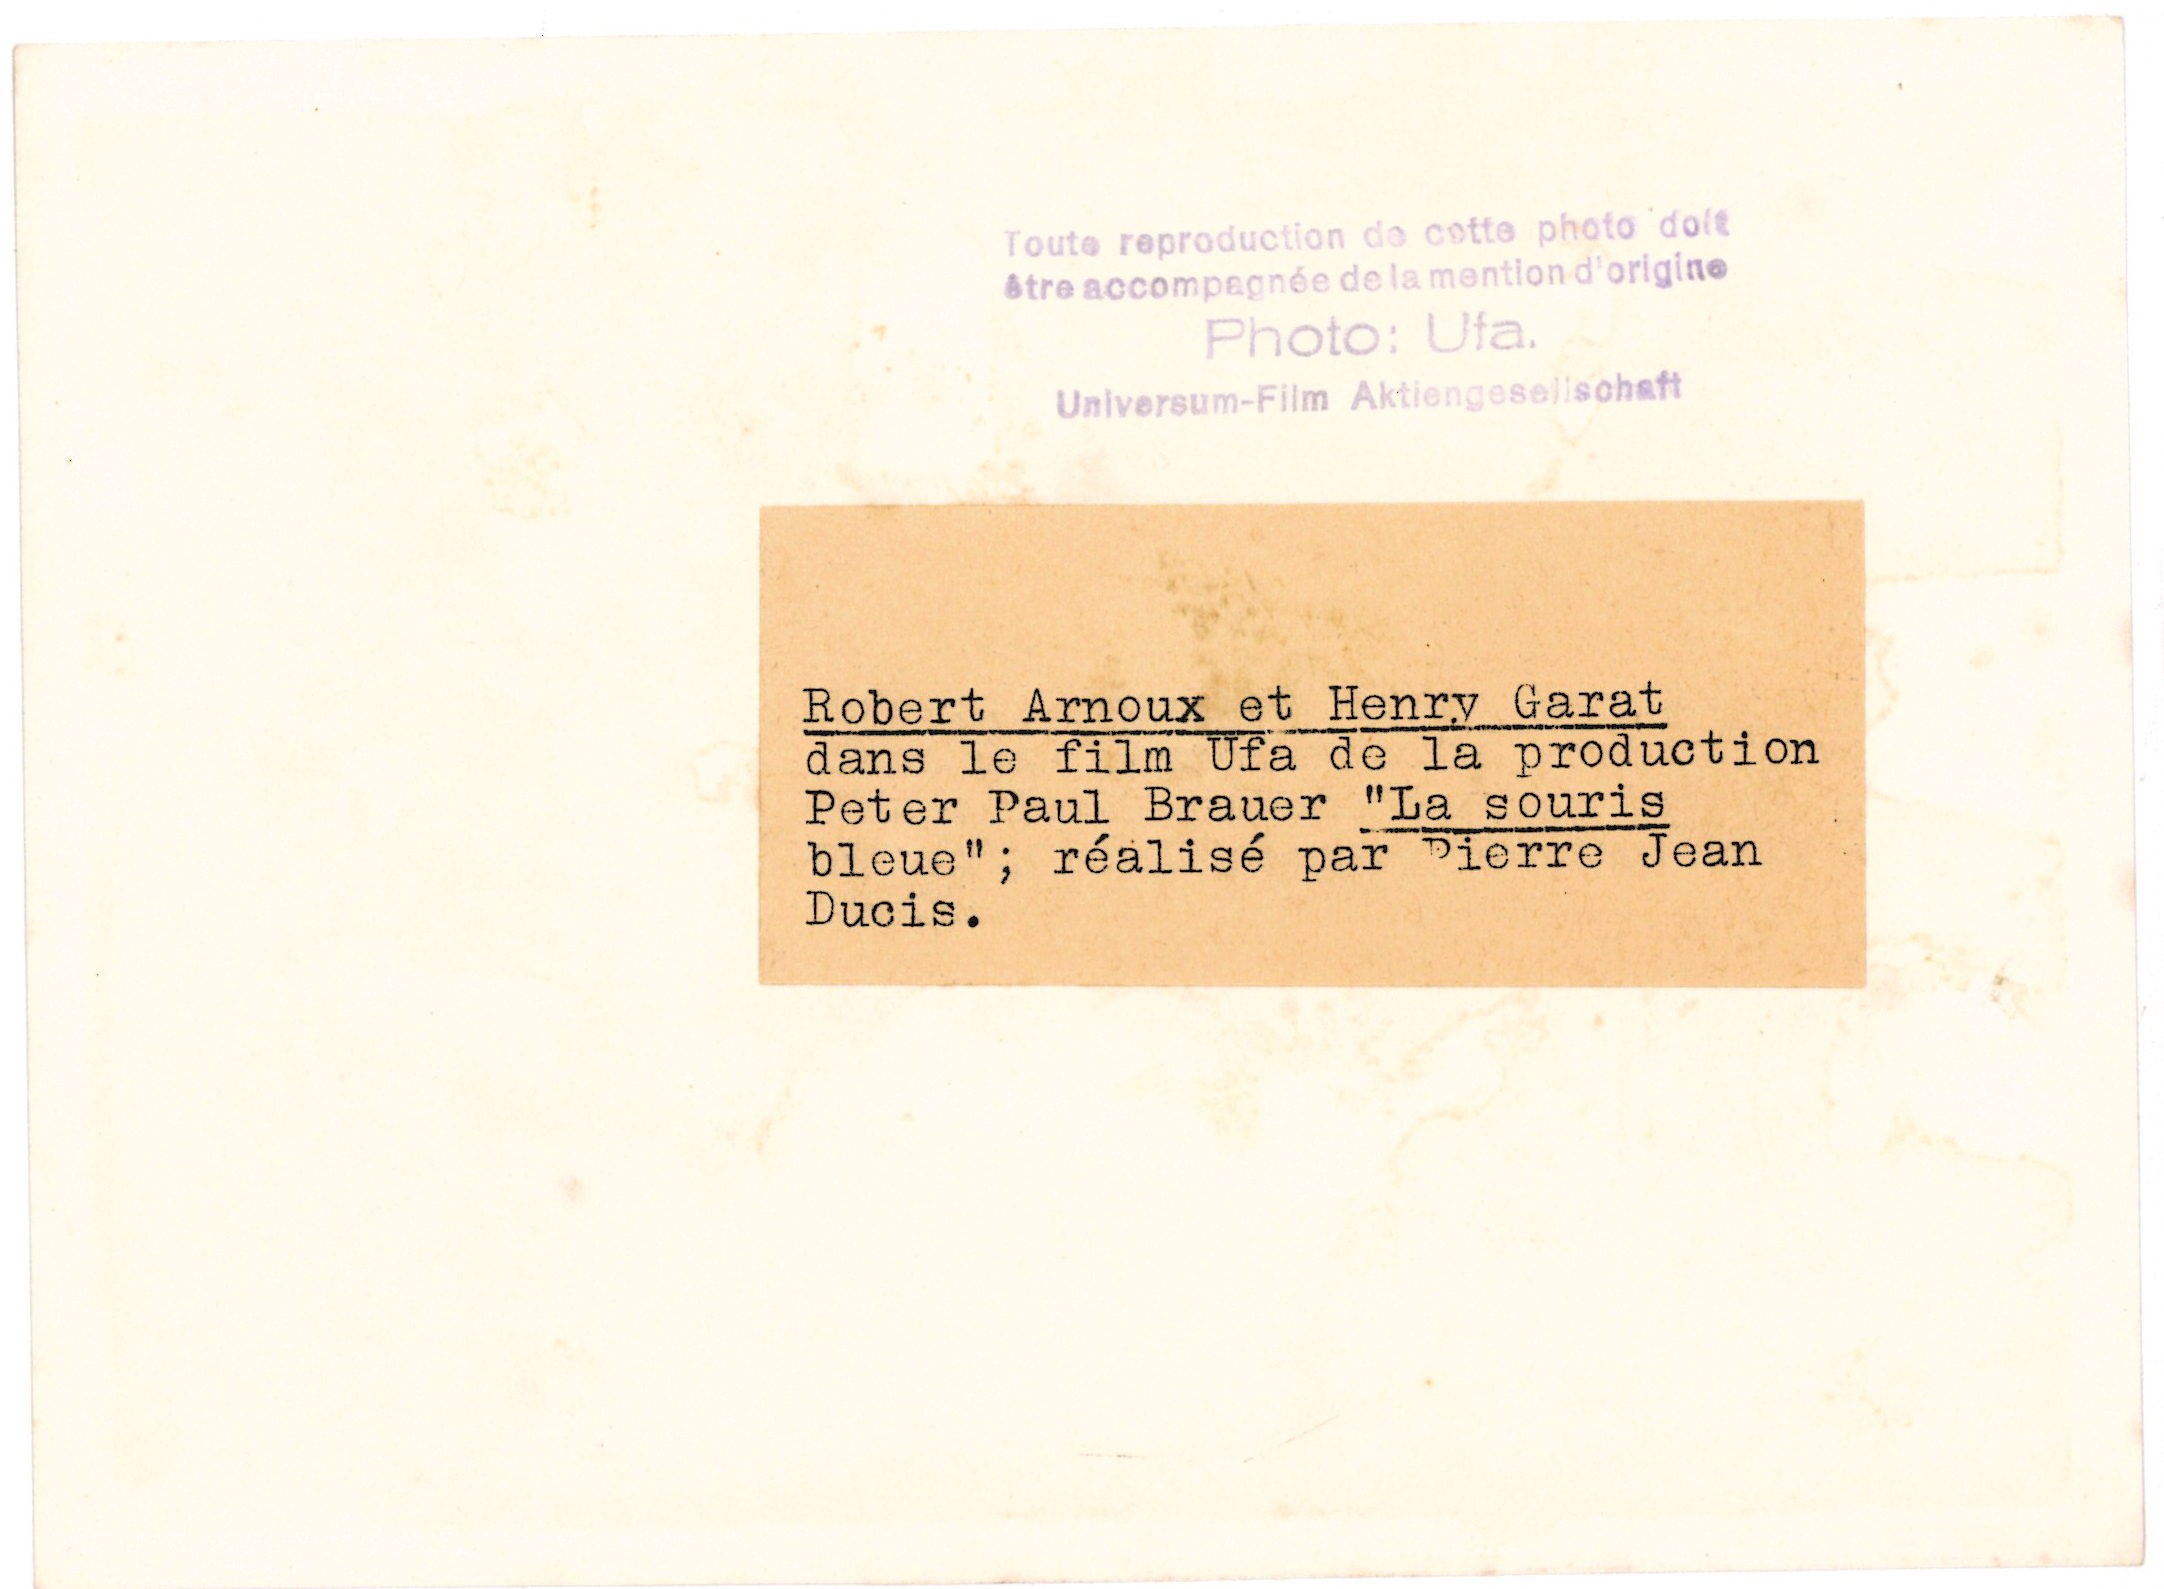 Toute reproduction de cette photo doit
être accompagnée de la mention d'origine
Photo: Ufa.
Universum-Film Aktiengesellschaft
Robert Arnoux et Henry Garat
dans le film Ufa de la production
Peter Paul Brauer "La souris
bleue"; réalisé par Pierre Jean
Ducis.